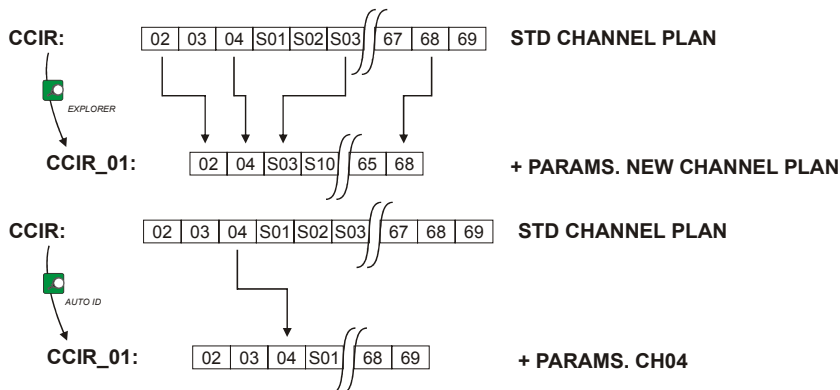 CCIR: 02 03 04 S01 S02 S03 67 68 69 STD CHANNEL PLAN
EXPLORER
CCIR_01: 02 04 S03 S10 65 68 + PARAMS. NEW CHANNEL PLAN
CCIR: 02 03 04 S01 S02 S03 67 68 69 STD CHANNEL PLAN
AUTO ID
CCIR_01: 02 03 04 S01 68 69 + PARAMS. CH04